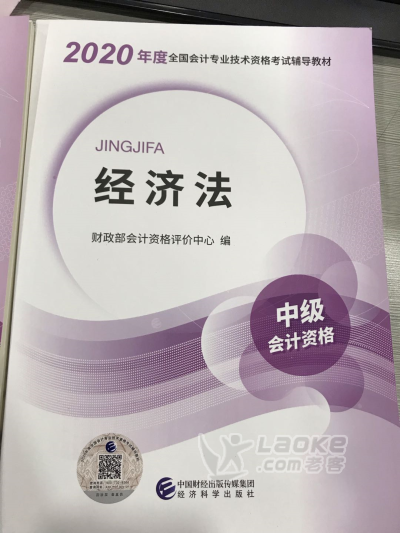 2020年度全国会计专业技术资格考试辅导教材
JINGJIFA
经济法
财政部会计资格评价中心 编
中级
会计资格
Laoke
.com老客
中国财经出版传媒集团
经济科学出版社